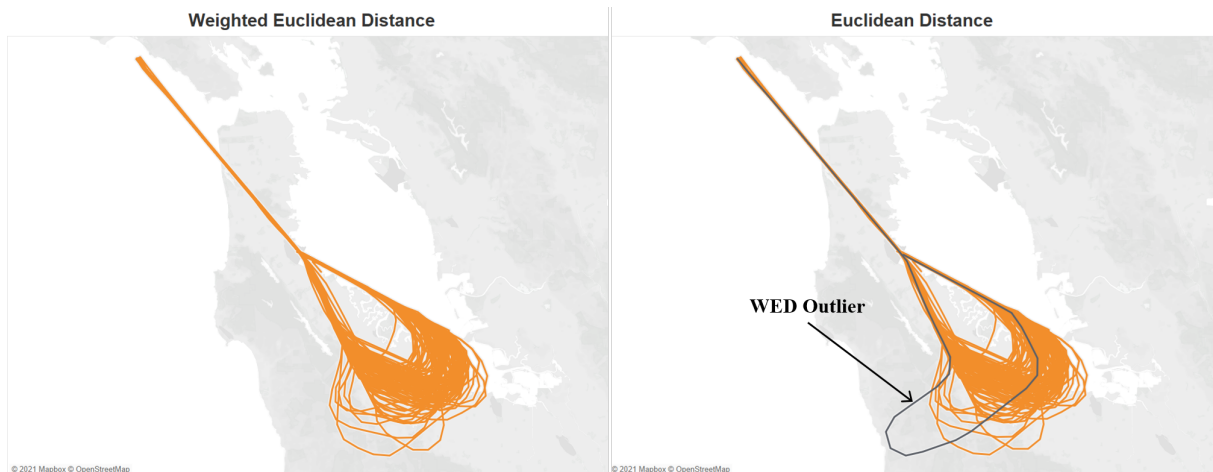 Weighted Euclidean Distance
Euclidean Distance
WED Outlier
© 2021 Mapbox © OpenStreetMap
© 2021 Mapbox © OpenStreetMap